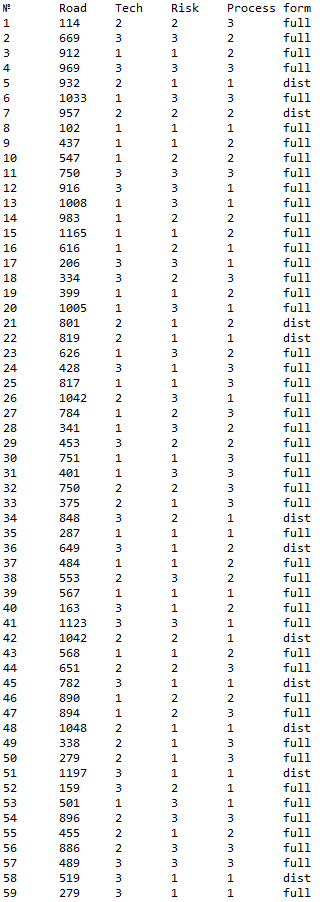 № Road Tech Risk Process form
1 114 2 2 3 full
2 669 3 3 2 full
3 912 1 1 2 full
4 969 3 3 3 full
5 932 2 1 1 dist
6 1033 1 3 3 full
7 957 2 2 2 dist
8 102 1 1 1 full
9 437 1 1 2 full
10 547 1 2 2 full
11 750 3 3 3 full
12 916 3 3 1 full
13 1008 1 3 1 full
14 983 1 2 2 full
15 1165 1 1 2 full
16 616 1 2 1 full
17 206 3 3 1 full
18 334 3 2 3 full
19 399 1 1 2 full
20 1005 1 3 1 full
21 801 2 1 2 dist
22 819 2 1 1 dist
23 626 1 3 2 full
24 428 3 1 3 full
25 817 1 1 3 full
26 1042 2 3 1 full
27 784 1 2 3 full
28 341 1 3 2 full
29 453 3 2 2 full
30 751 1 1 3 full
31 401 1 3 3 full
32 750 2 2 3 full
33 375 2 1 3 full
34 848 3 2 1 dist
35 287 1 1 1 full
36 649 3 1 2 dist
37 484 1 1 2 full
38 553 2 3 2 full
39 567 1 1 1 full
40 163 3 1 2 full
41 1123 3 3 1 full
42 1042 2 2 1 dist
43 568 1 1 2 full
44 651 2 2 3 full
45 782 3 1 1 dist
46 890 1 2 2 full
47 894 1 2 3 full
48 1048 2 1 1 dist
49 338 2 1 3 full
50 279 2 1 3 full
51 1197 3 1 1 dist
52 159 3 2 1 full
53 501 1 3 1 full
54 896 2 3 3 full
55 455 2 1 2 full
56 886 2 3 3 full
57 489 3 3 3 full
58 519 3 1 1 dist
59 279 3 1 1 full